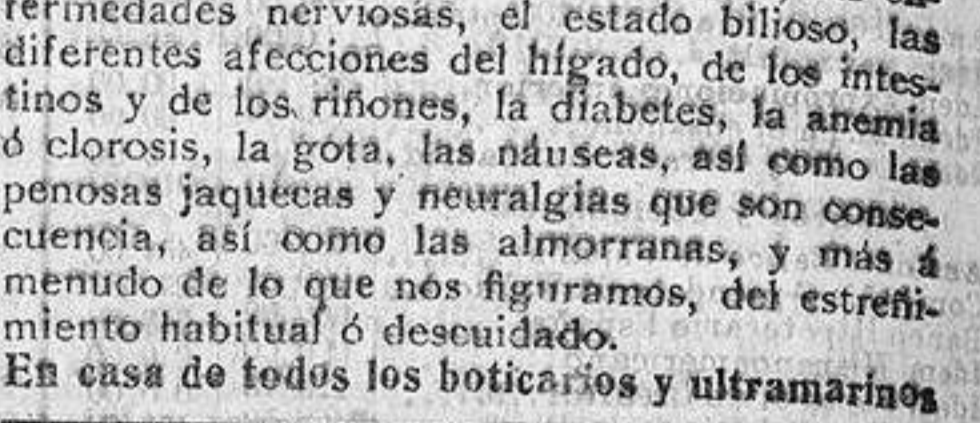 fermedades nerviosas, el estado bilioso, las
diferentes afecciones del hígado, de los intes-
tinos y de los riñones, la diabetes, la anemia
ó clorosis, la gota, las náuseas, así como las
penosas jaquecas y neuralgias que son conse-
cuencia, así como las almorranas, y más á
menudo de lo que nos figuramos, del estreñi-
miento habitual ó descuidado.
En casa de todos los boticarios y ultramarinos